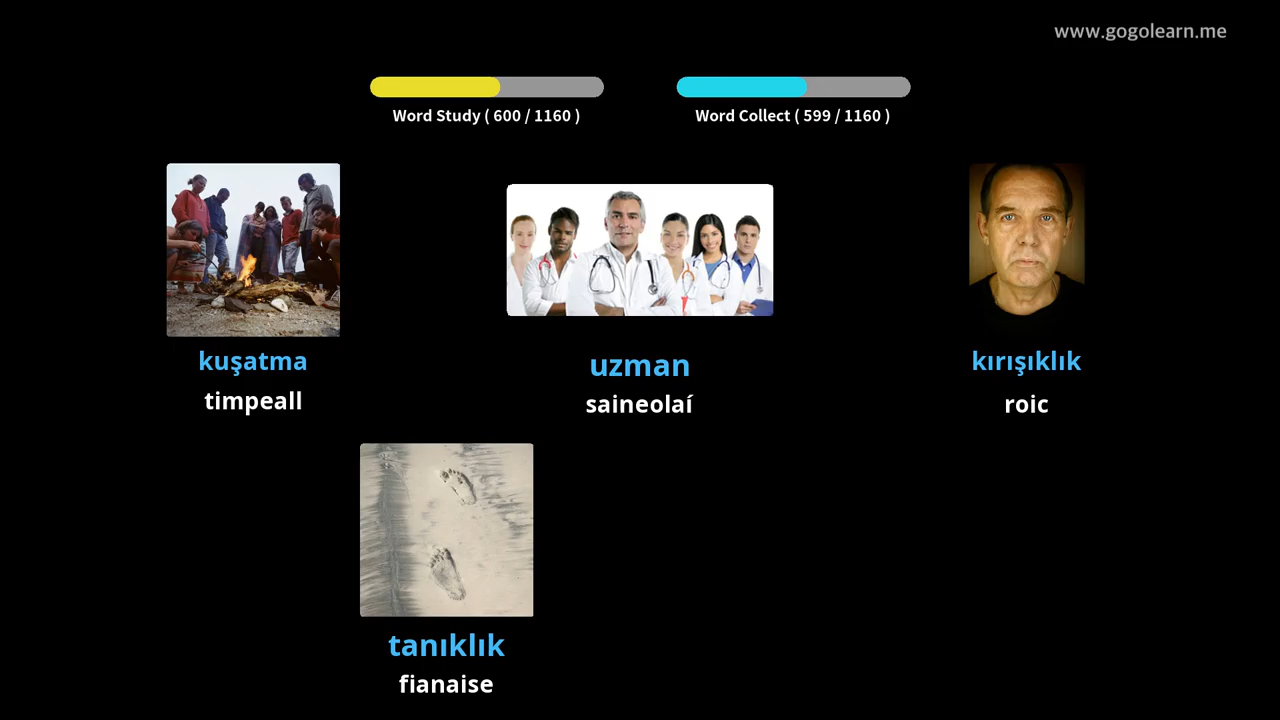 www.gogolearn.me
Word Study ( 600 / 1160 )
Word Collect ( 599 / 1160 )
kuşatma
timpeall
uzman
saineolaí
kırışıklık
roic
tanıklık
fianaise